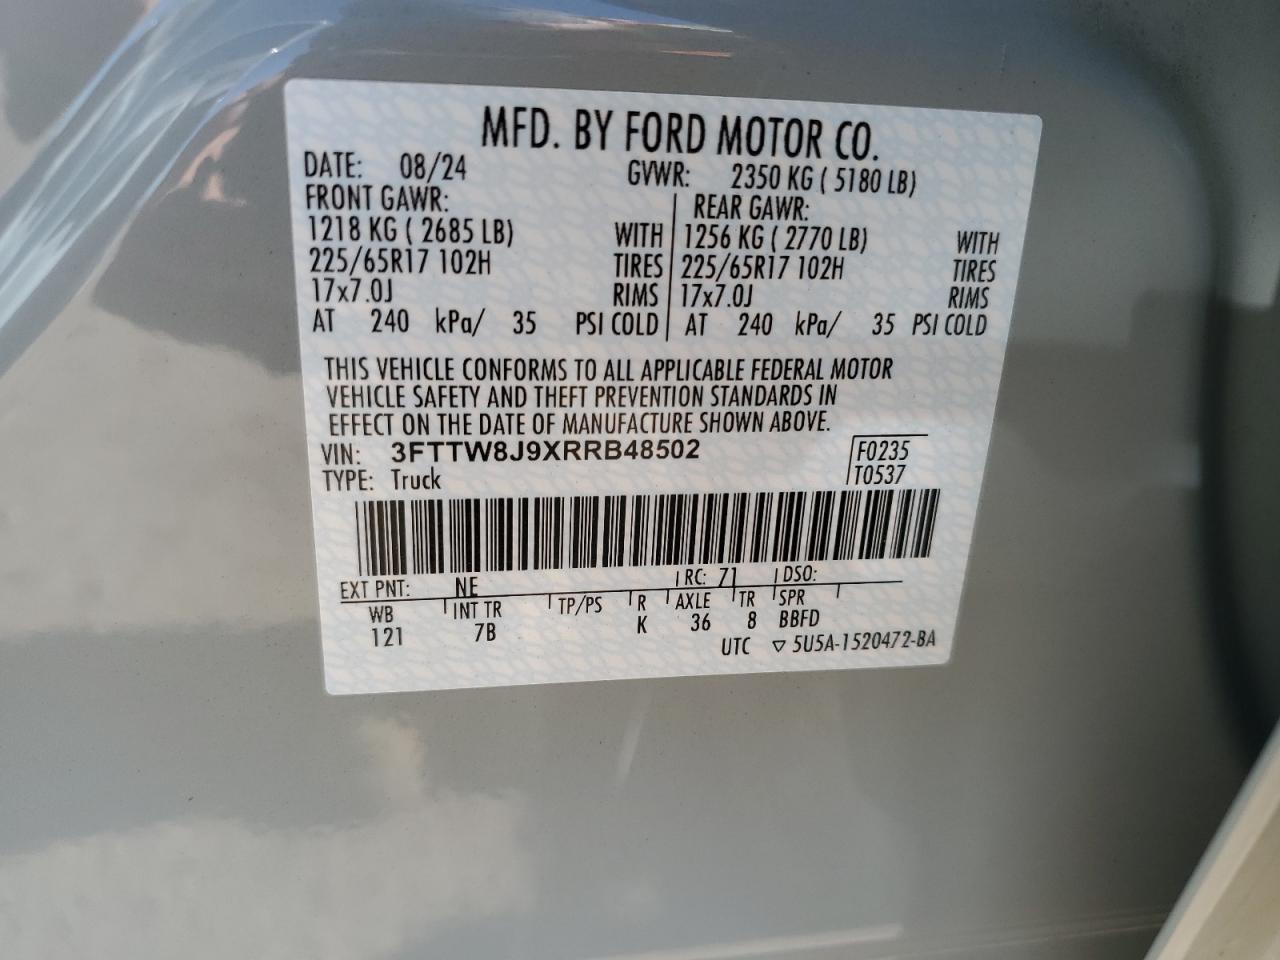 MFD. BY FORD MOTOR CO.
DATE: 08/24 GVWR: 2350 KG ( 5180 LB)
FRONT GAWR: REAR GAWR:
1218 KG ( 2685 LB) WITH 1256 KG ( 2770 LB) WITH
225/65R17 102H TIRES 225/65R17 102H TIRES
17x7.0J RIMS 17x7.0J RIMS
AT 240 kPa/ 35 PSI COLD AT 240 kPa/ 35 PSI COLD
THIS VEHICLE CONFORMS TO ALL APPLICABLE FEDERAL MOTOR
VEHICLE SAFETY AND THEFT PREVENTION STANDARDS IN
EFFECT ON THE DATE OF MANUFACTURE SHOWN ABOVE.
VIN: 3FTTW8J9XRRB48502 F0235
TYPE: Truck T0537
EXT PNT: NE RC: 71 DSO:
WB INT TR TP/PS R AXLE TR SPR
121 7B K 36 8 BBFD
UTC ▽ 5U5A-1520472-BA